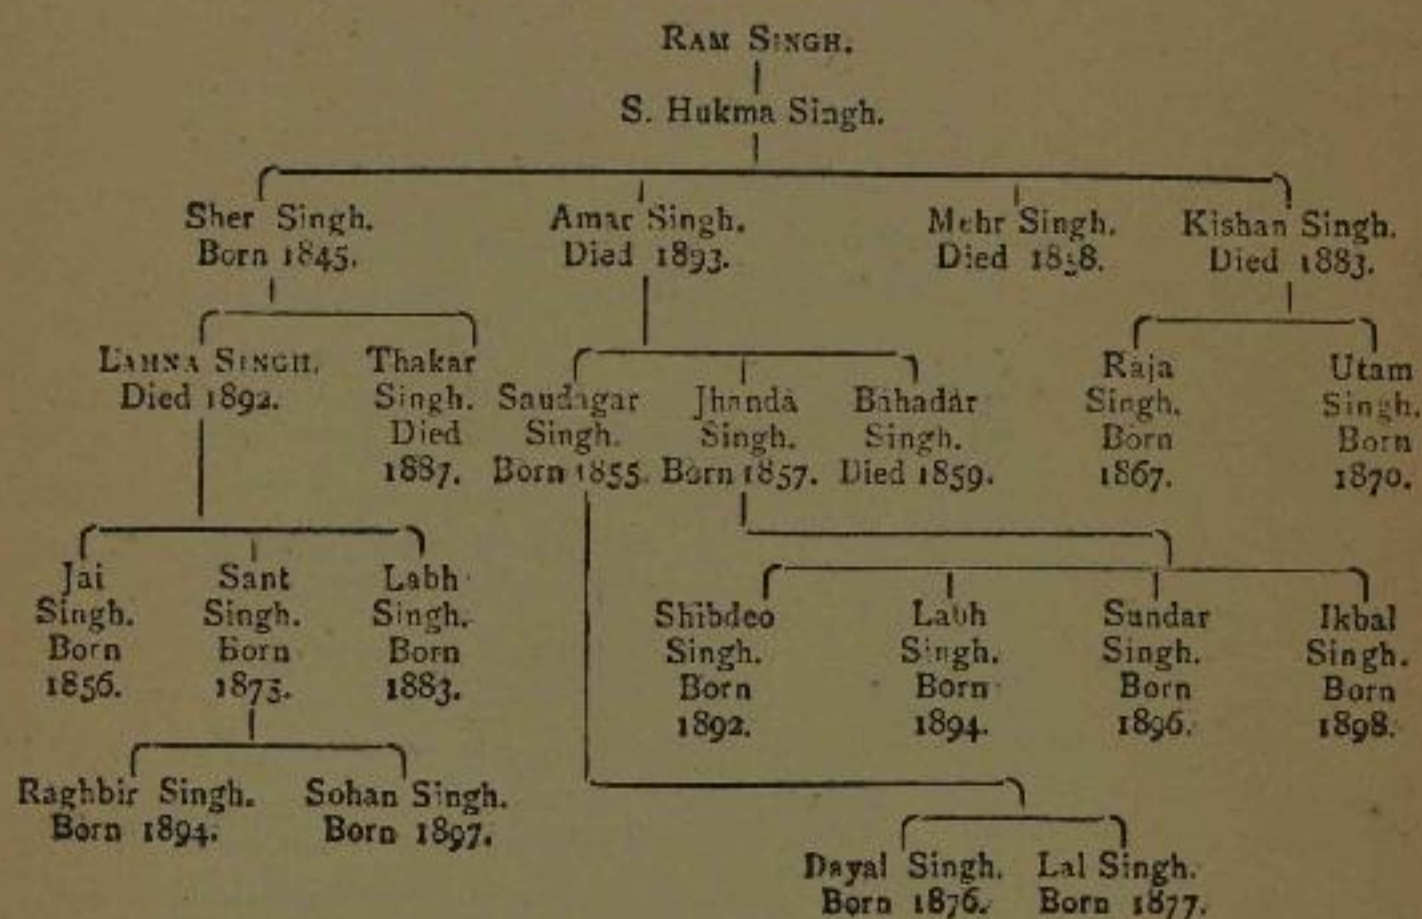 RAM SINGH.
S. Hukma Singh.
Sher Singh.
Born 1845.
Amar Singh.
Died 1893.
Mehr Singh.
Died
Kishan Singh.
Died 1883.
LAHNA SINGH.
Died 1892.
Thakar
Singh.
Died
1887.
Saudagar
Singh.
Born 1855.
Jhanda
Singh.
Born 1857.
Bahadar
Singh.
Died 1859.
Raja
Singh.
Born
1867.
Utam
Singh.
Born
1870.
Jai
Singh.
Born
1856.
Sant
Singh.
Born
1873.
Labh
Singh.
Born
1883.
Shibdeo
Singh.
Born
1892.
Labh
Singh.
Born
1894.
Sundar
Singh.
Born
1896.
Ikbal
Singh.
Born
1898.
Raghbir Singh.
Born 1894.
Sohan Singh.
Born 1897.
Dayal Singh.
Born 1876.
Lal Singh.
Born 1877.